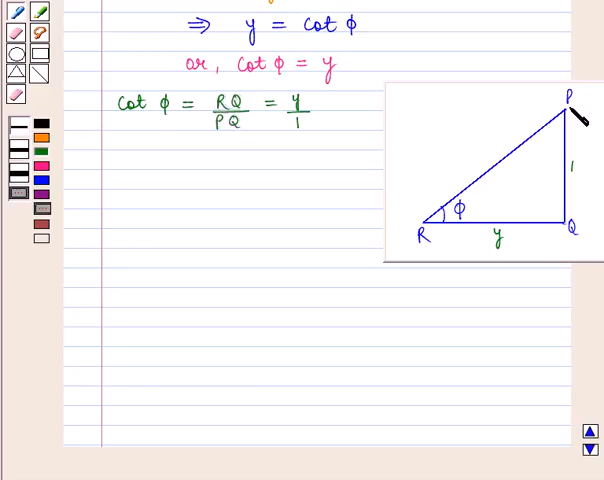 ⇒ y = cot ϕ
or, cot ϕ = y
cot ϕ = RQ/PQ = y/1
P
1
ϕ
R
y
Q